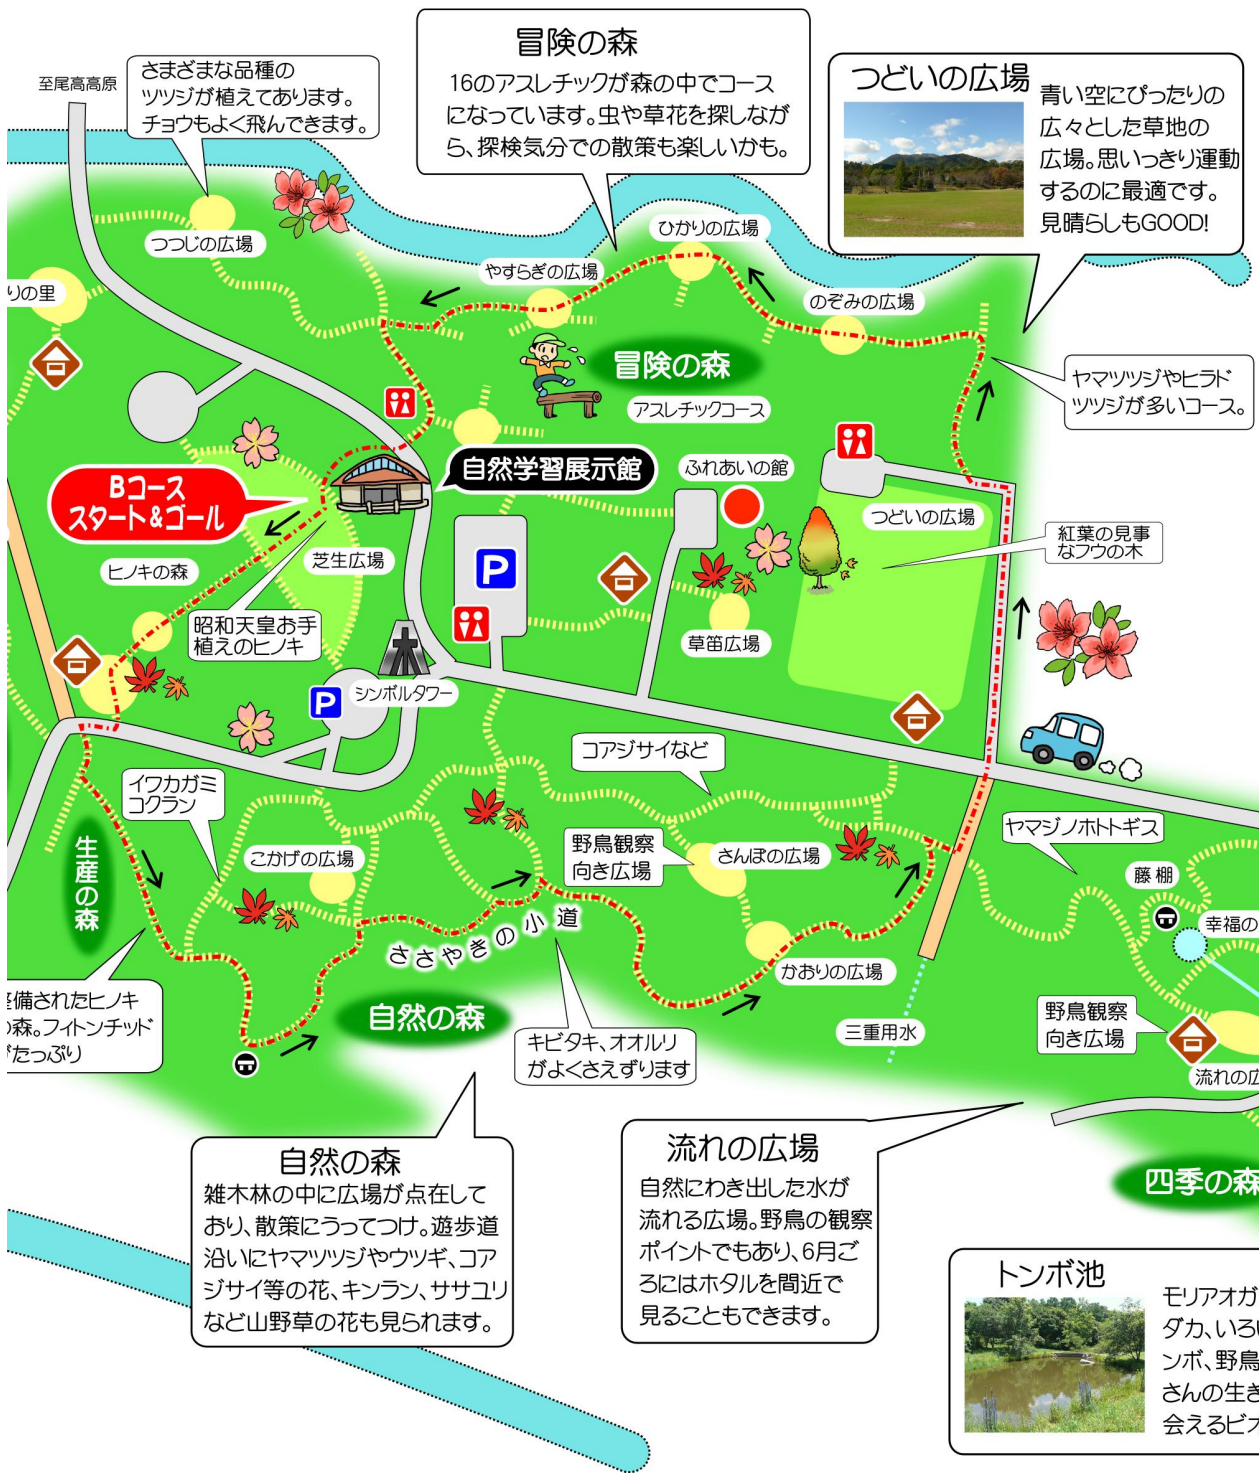 冒険の森
16のアスレチックが森の中でコース
になっています。虫や草花を探しなが
ら、探検気分での散策も楽しいかも。
至尾高高原
さまざまな品種の
ツツジが植えてあります。
チョウもよく飛んできます。
つどいの広場
青い空にぴったりの
広々とした草地の
広場。思いっきり運動
するのに最適です。
見晴らしもGOOD!
つつじの広場
ひかりの広場
やすらぎの広場
のぞみの広場
りの里
冒険の森
アスレチックコース
ヤマツツジやヒラド
ツツジが多いコース。
自然学習展示館
ふれあいの館
Bコース
スタート&ゴール
つどいの広場
紅葉の見事
なフウの木
ヒノキの森
芝生広場
P
昭和天皇お手
植えのヒノキ
草笛広場
シンボルタワー
P
コアジサイなど
イワカガミ
コクラン
生産の森
こかげの広場
野鳥観察
向き広場
さんぽの広場
ヤマジノホトトギス
藤棚
幸福の
ささやきの小道
かおりの広場
備されたヒノキ
の森。フィトンチッド
がたっぷり
自然の森
キビタキ、オオルリ
がよくさえずります
三重用水
野鳥観察
向き広場
流れの広
自然の森
雑木林の中に広場が点在して
おり、散策にうってつけ。遊歩道
沿いにヤマツツジやウツギ、コア
ジサイ等の花、キンラン、ササユリ
など山野草の花も見られます。
流れの広場
自然にわき出した水が
流れる広場。野鳥の観察
ポイントでもあり、6月ご
ろにはホタルを間近で
見ることもできます。
四季の森
トンボ池
モリアオガ
ダカ、いろ
ンボ、野鳥
さんの生き
会えるビオ